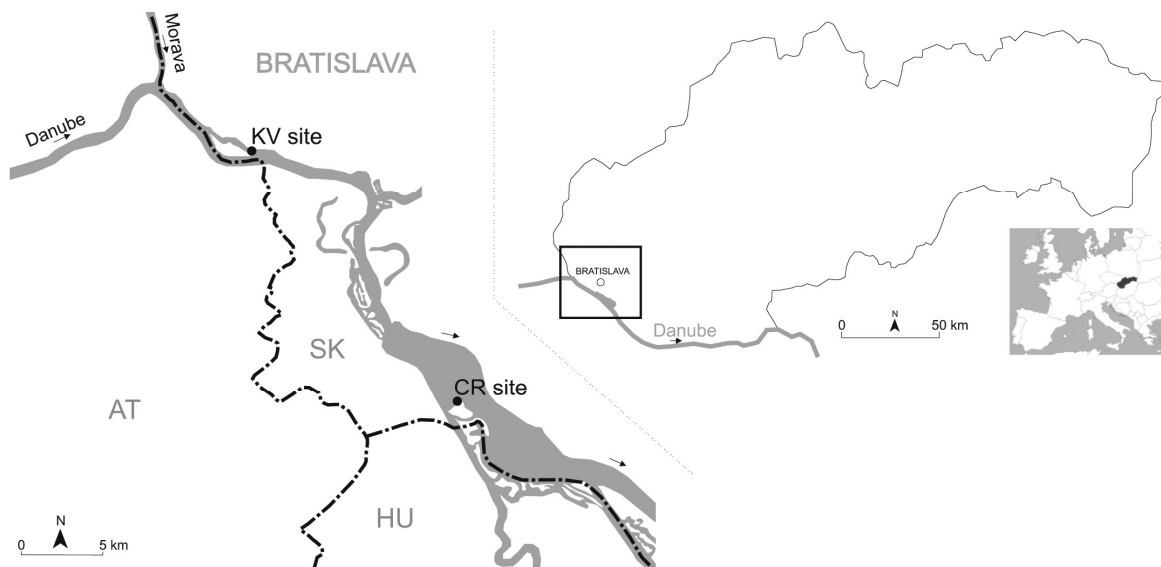 Morava
BRATISLAVA
Danube
KV site
SK
CR site
AT
HU
N
0 5 km
BRATISLAVA
Danube
N
0 50 km